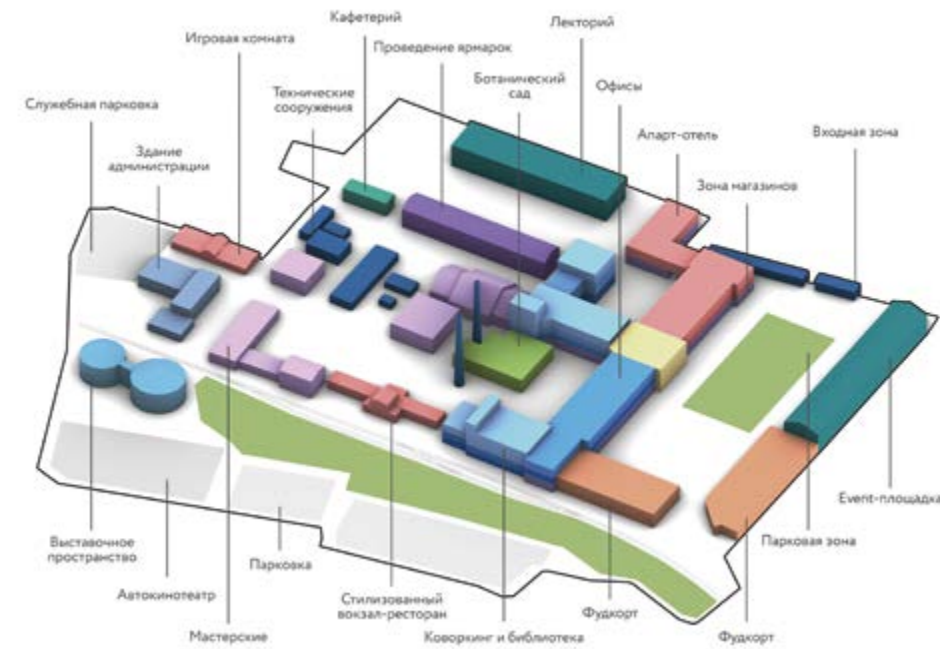 Кафетерий
Лекторий
Игровая комната
Проведение ярмарок
Ботанический
сад
Офисы
Технические
сооружения
Служебная парковка
Апарт-отель
Входная зона
Здание
администрации
Зона магазинов
Event-площадка
Выставочное
пространство
Парковая зона
Парковка
Автокинотеатр
Стилизованный
вокзал-ресторан
Фудкорт
Мастерские
Коворкинг и библиотека
Фудкорт